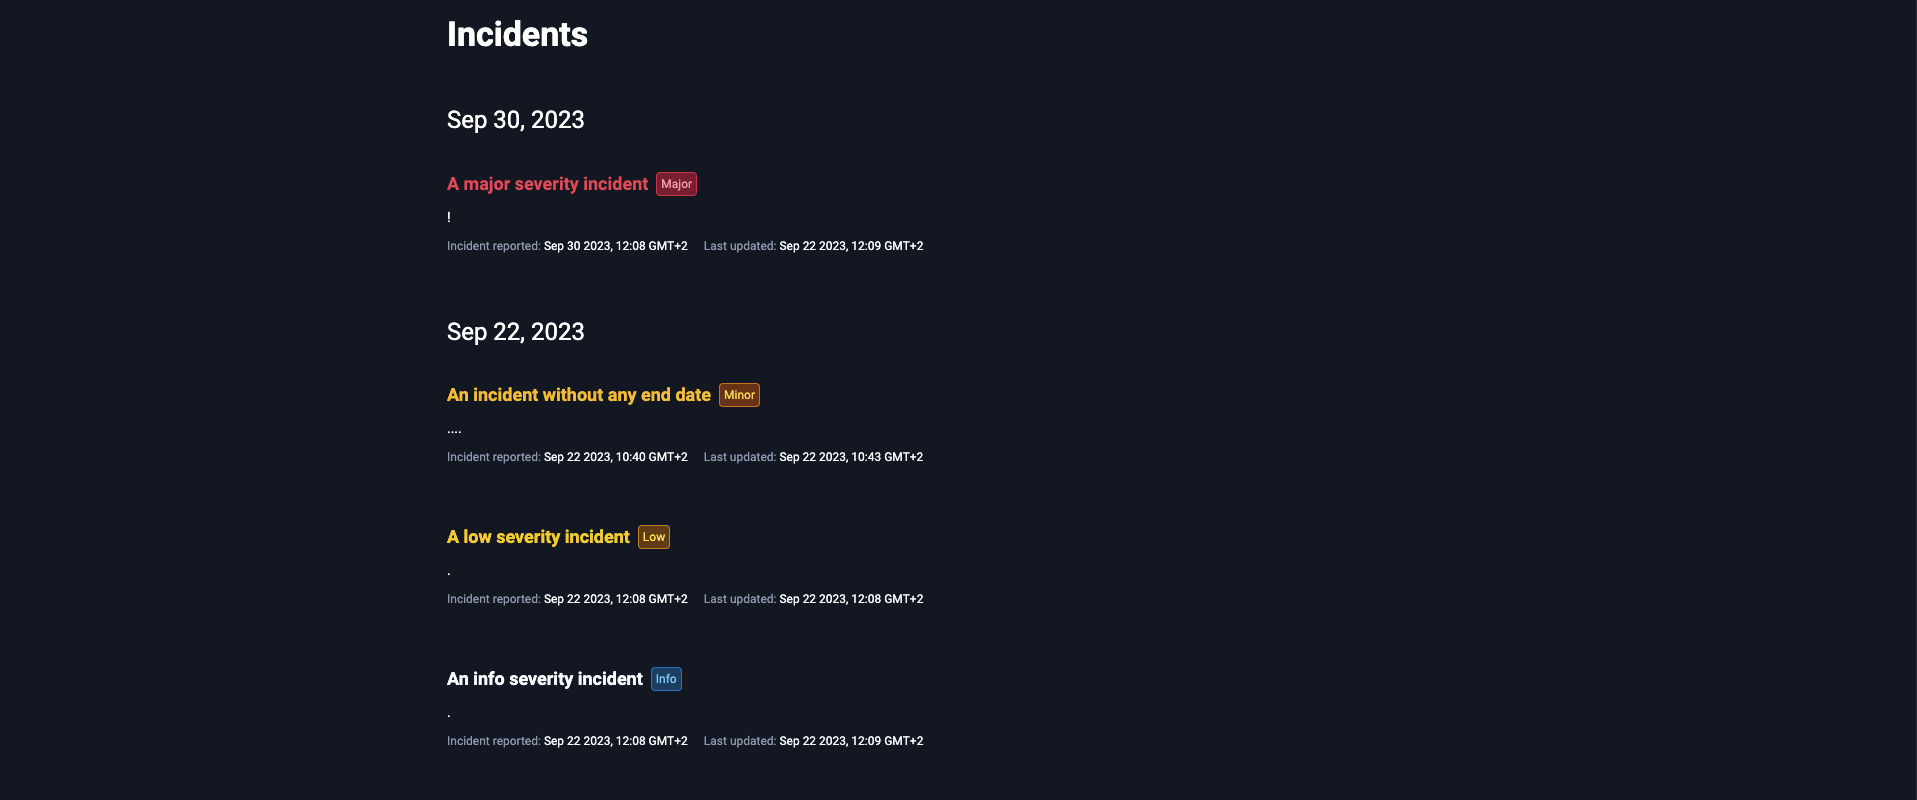 Incidents
Sep 30, 2023
A major severity incident Major
!
Incident reported: Sep 30 2023, 12:08 GMT+2 Last updated: Sep 22 2023, 12:09 GMT+2
Sep 22, 2023
An incident without any end date Minor
....
Incident reported: Sep 22 2023, 10:40 GMT+2 Last updated: Sep 22 2023, 10:43 GMT+2
A low severity incident Low
.
Incident reported: Sep 22 2023, 12:08 GMT+2 Last updated: Sep 22 2023, 12:08 GMT+2
An info severity incident Info
.
Incident reported: Sep 22 2023, 12:08 GMT+2 Last updated: Sep 22 2023, 12:09 GMT+2